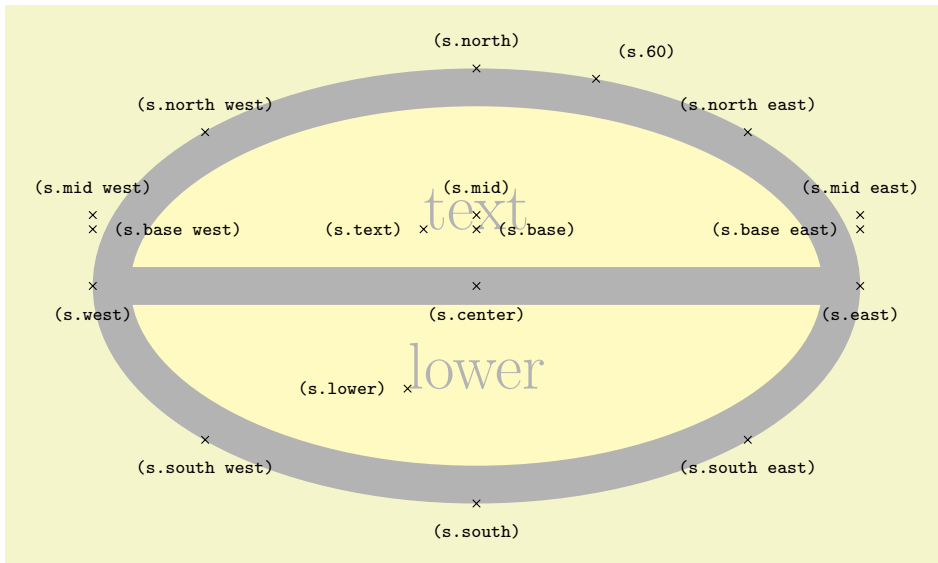 (s.north)
(s.60)
(s.north west)
(s.north east)
(s.mid west)
(s.mid)
(s.mid east)
text
(s.base west)
(s.text)
(s.base)
(s.base east)
(s.west)
(s.center)
(s.east)
lower
(s.lower)
(s.south west)
(s.south east)
(s.south)